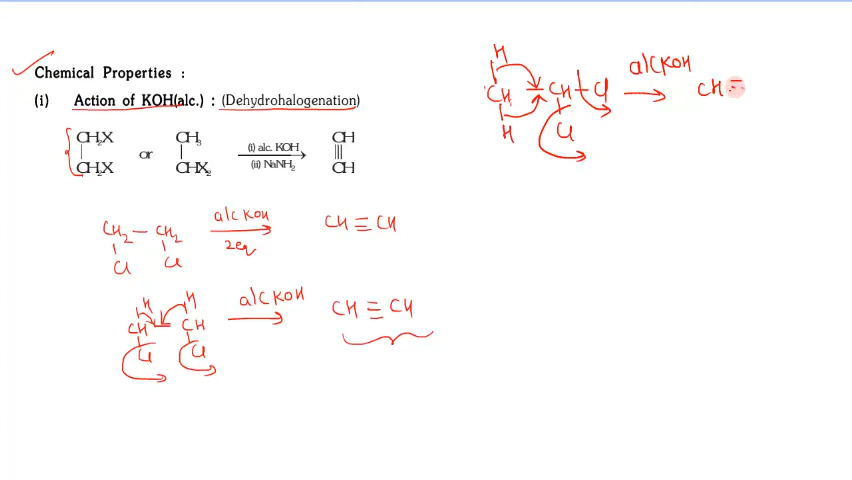 Chemical Properties :
(i) Action of KOH(alc.) : (Dehydrohalogenation)
CH₂X or CH₃ (i) alc. KOH CH
CH₂X CHX₂ (ii) NaNH₂ CH
CH₂ — CH₂ alc KOH CH ≡ CH
Cl Cl 2eq
H H alc KOH CH ≡ CH
CH = CH
Cl Cl
H
CH = CH — Cl alc KOH CH =
H Cl